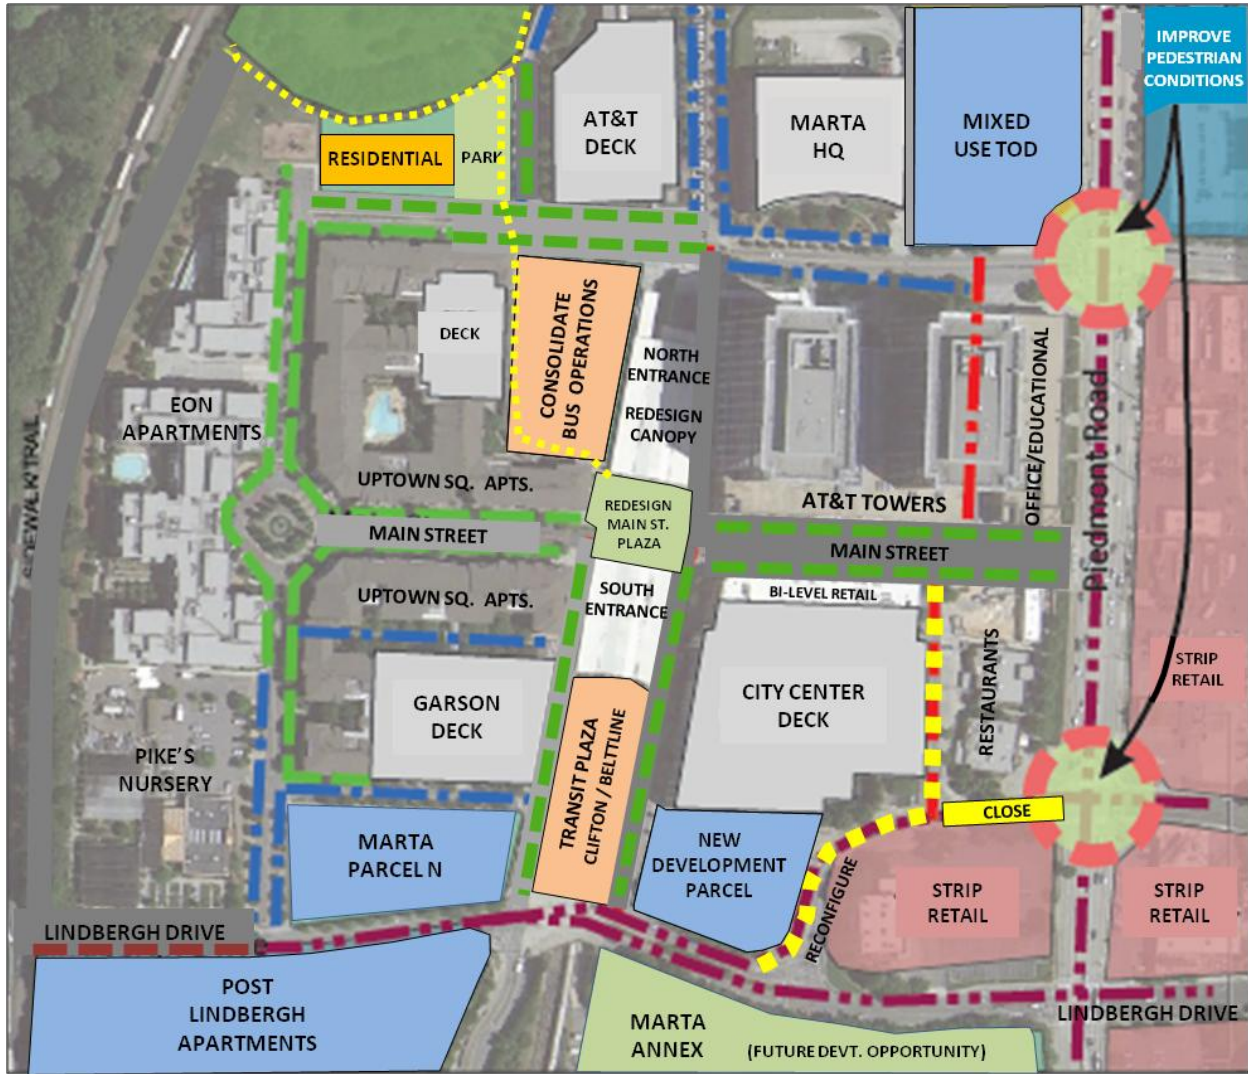 IMPROVE
PEDESTRIAN
CONDITIONS
AT&T
DECK
MARTA
HQ
MIXED
USE TOD
RESIDENTIAL
PARK
DECK
CONSOLIDATE
BUS OPERATIONS
NORTH
ENTRANCE
REDESIGN
CANOPY
EON
APARTMENTS
UPTOWN SQ. APTS.
REDESIGN
MAIN ST.
PLAZA
AT&T TOWERS
OFFICE/EDUCATIONAL
Piedmont Road
SIDEWALK TRAIL
MAIN STREET
MAIN STREET
UPTOWN SQ. APTS.
SOUTH
ENTRANCE
BI-LEVEL RETAIL
RESTAURANTS
STRIP
RETAIL
GARSON
DECK
CITY CENTER
DECK
PIKE'S
NURSERY
TRANSIT PLAZA
CLIFTON / BELTTLINE
CLOSE
MARTA
PARCEL N
NEW
DEVELOPMENT
PARCEL
RECONFIGURE
STRIP
RETAIL
STRIP
RETAIL
LINDBERGH DRIVE
POST
LINDBERGH
APARTMENTS
MARTA
ANNEX
(FUTURE DEVT. OPPORTUNITY)
LINDBERGH DRIVE